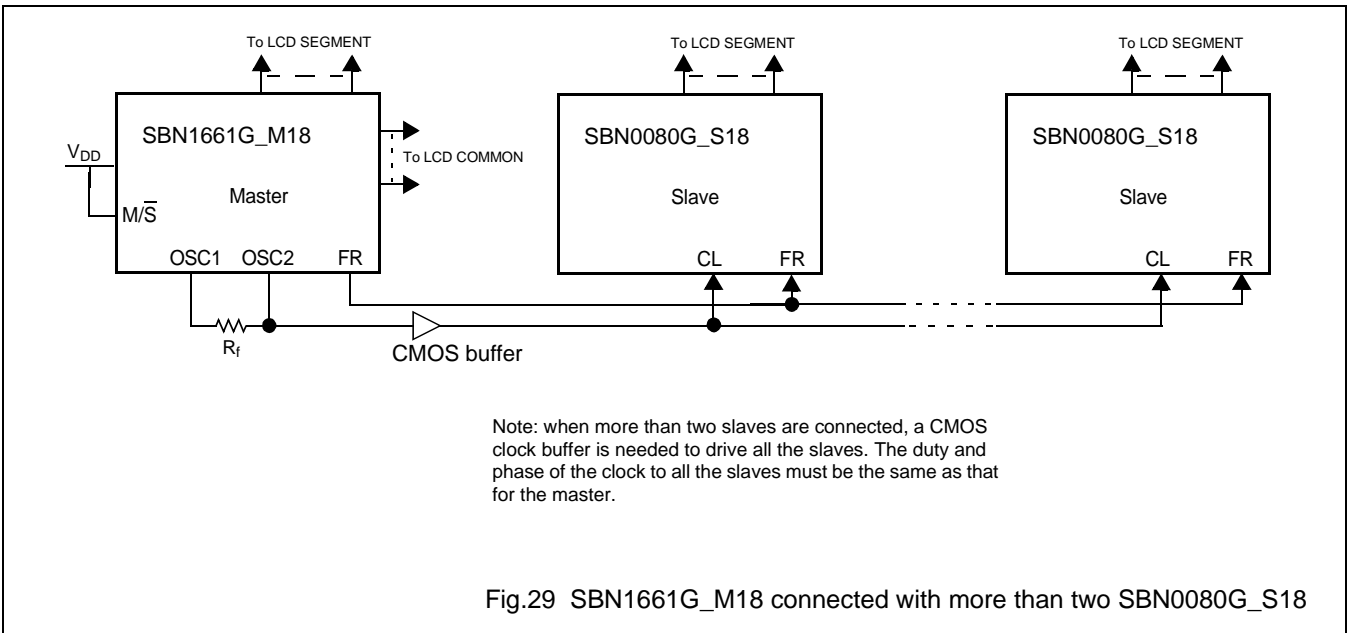 To LCD SEGMENT
To LCD SEGMENT
To LCD SEGMENT
SBN1661G_M18
SBN0080G_S18
SBN0080G_S18
VDD
To LCD COMMON
Master
Slave
Slave
M/S̅
OSC1 OSC2 FR
CL FR
CL FR
Rf
CMOS buffer
Note: when more than two slaves are connected, a CMOS
clock buffer is needed to drive all the slaves. The duty and
phase of the clock to all the slaves must be the same as that
for the master.
Fig.29 SBN1661G_M18 connected with more than two SBN0080G_S18